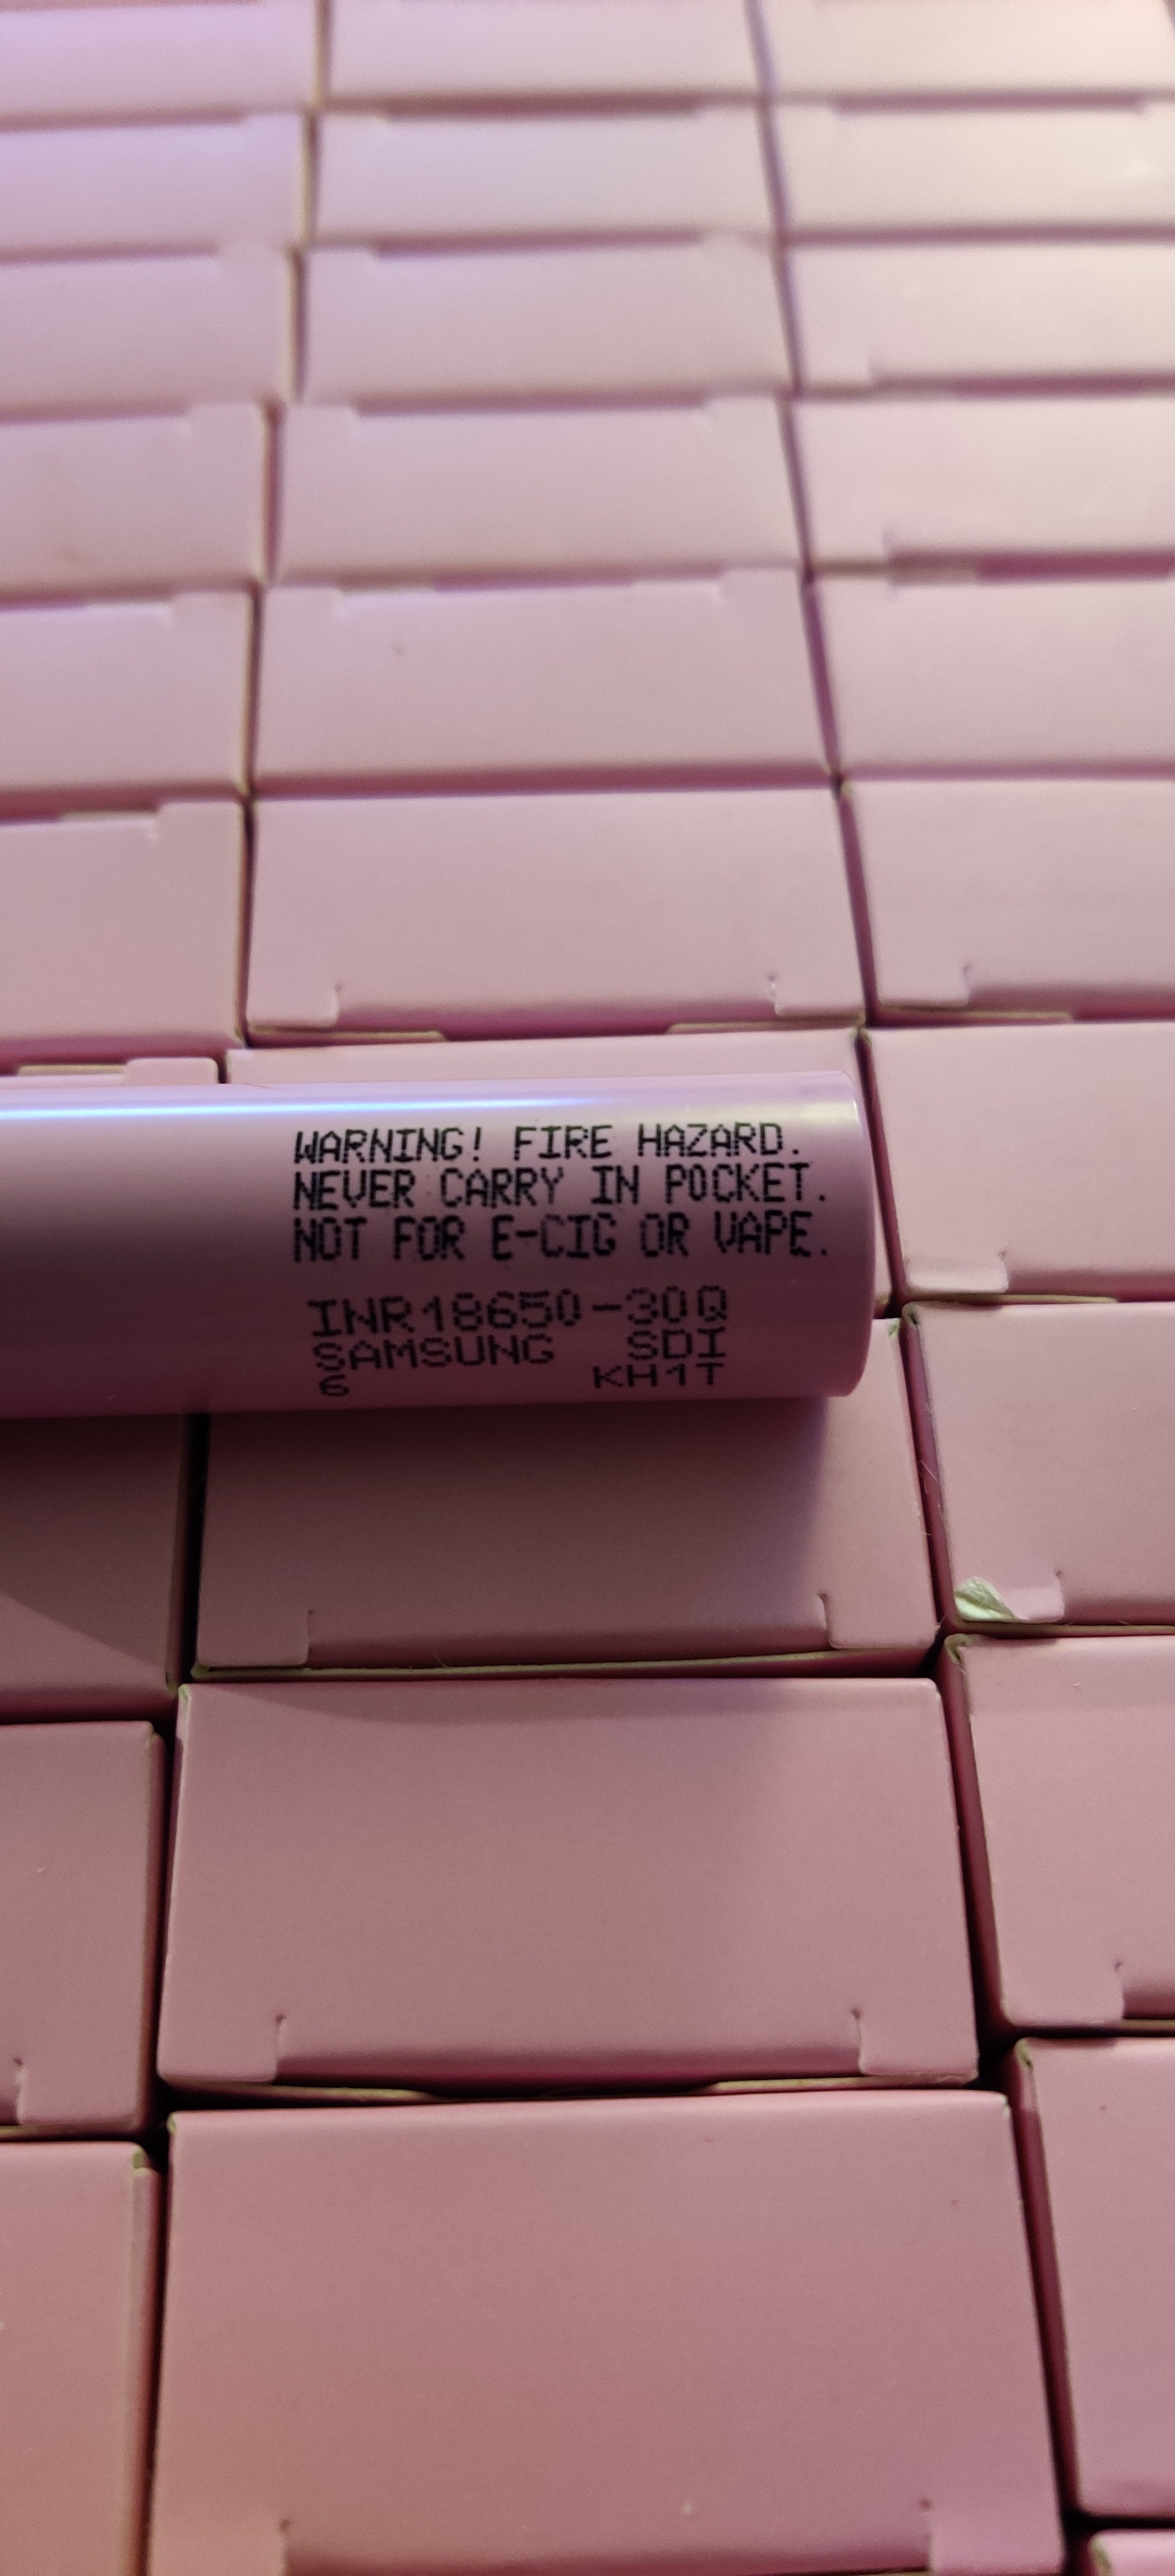 WARNING! FIRE HAZARD.
NEVER CARRY IN POCKET.
NOT FOR E-CIG OR VAPE.
INR18650-30Q
SAMSUNG SDI
6 KH1T